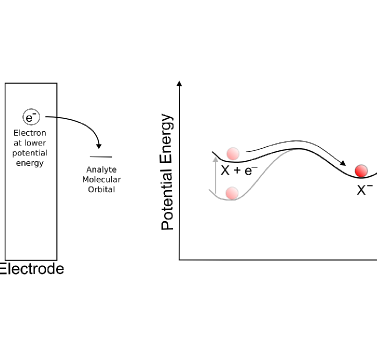 e⁻
Electron
at lower
potential
energy
Analyte
Molecular
Orbital
Electrode
Potential Energy
X + e⁻
X⁻